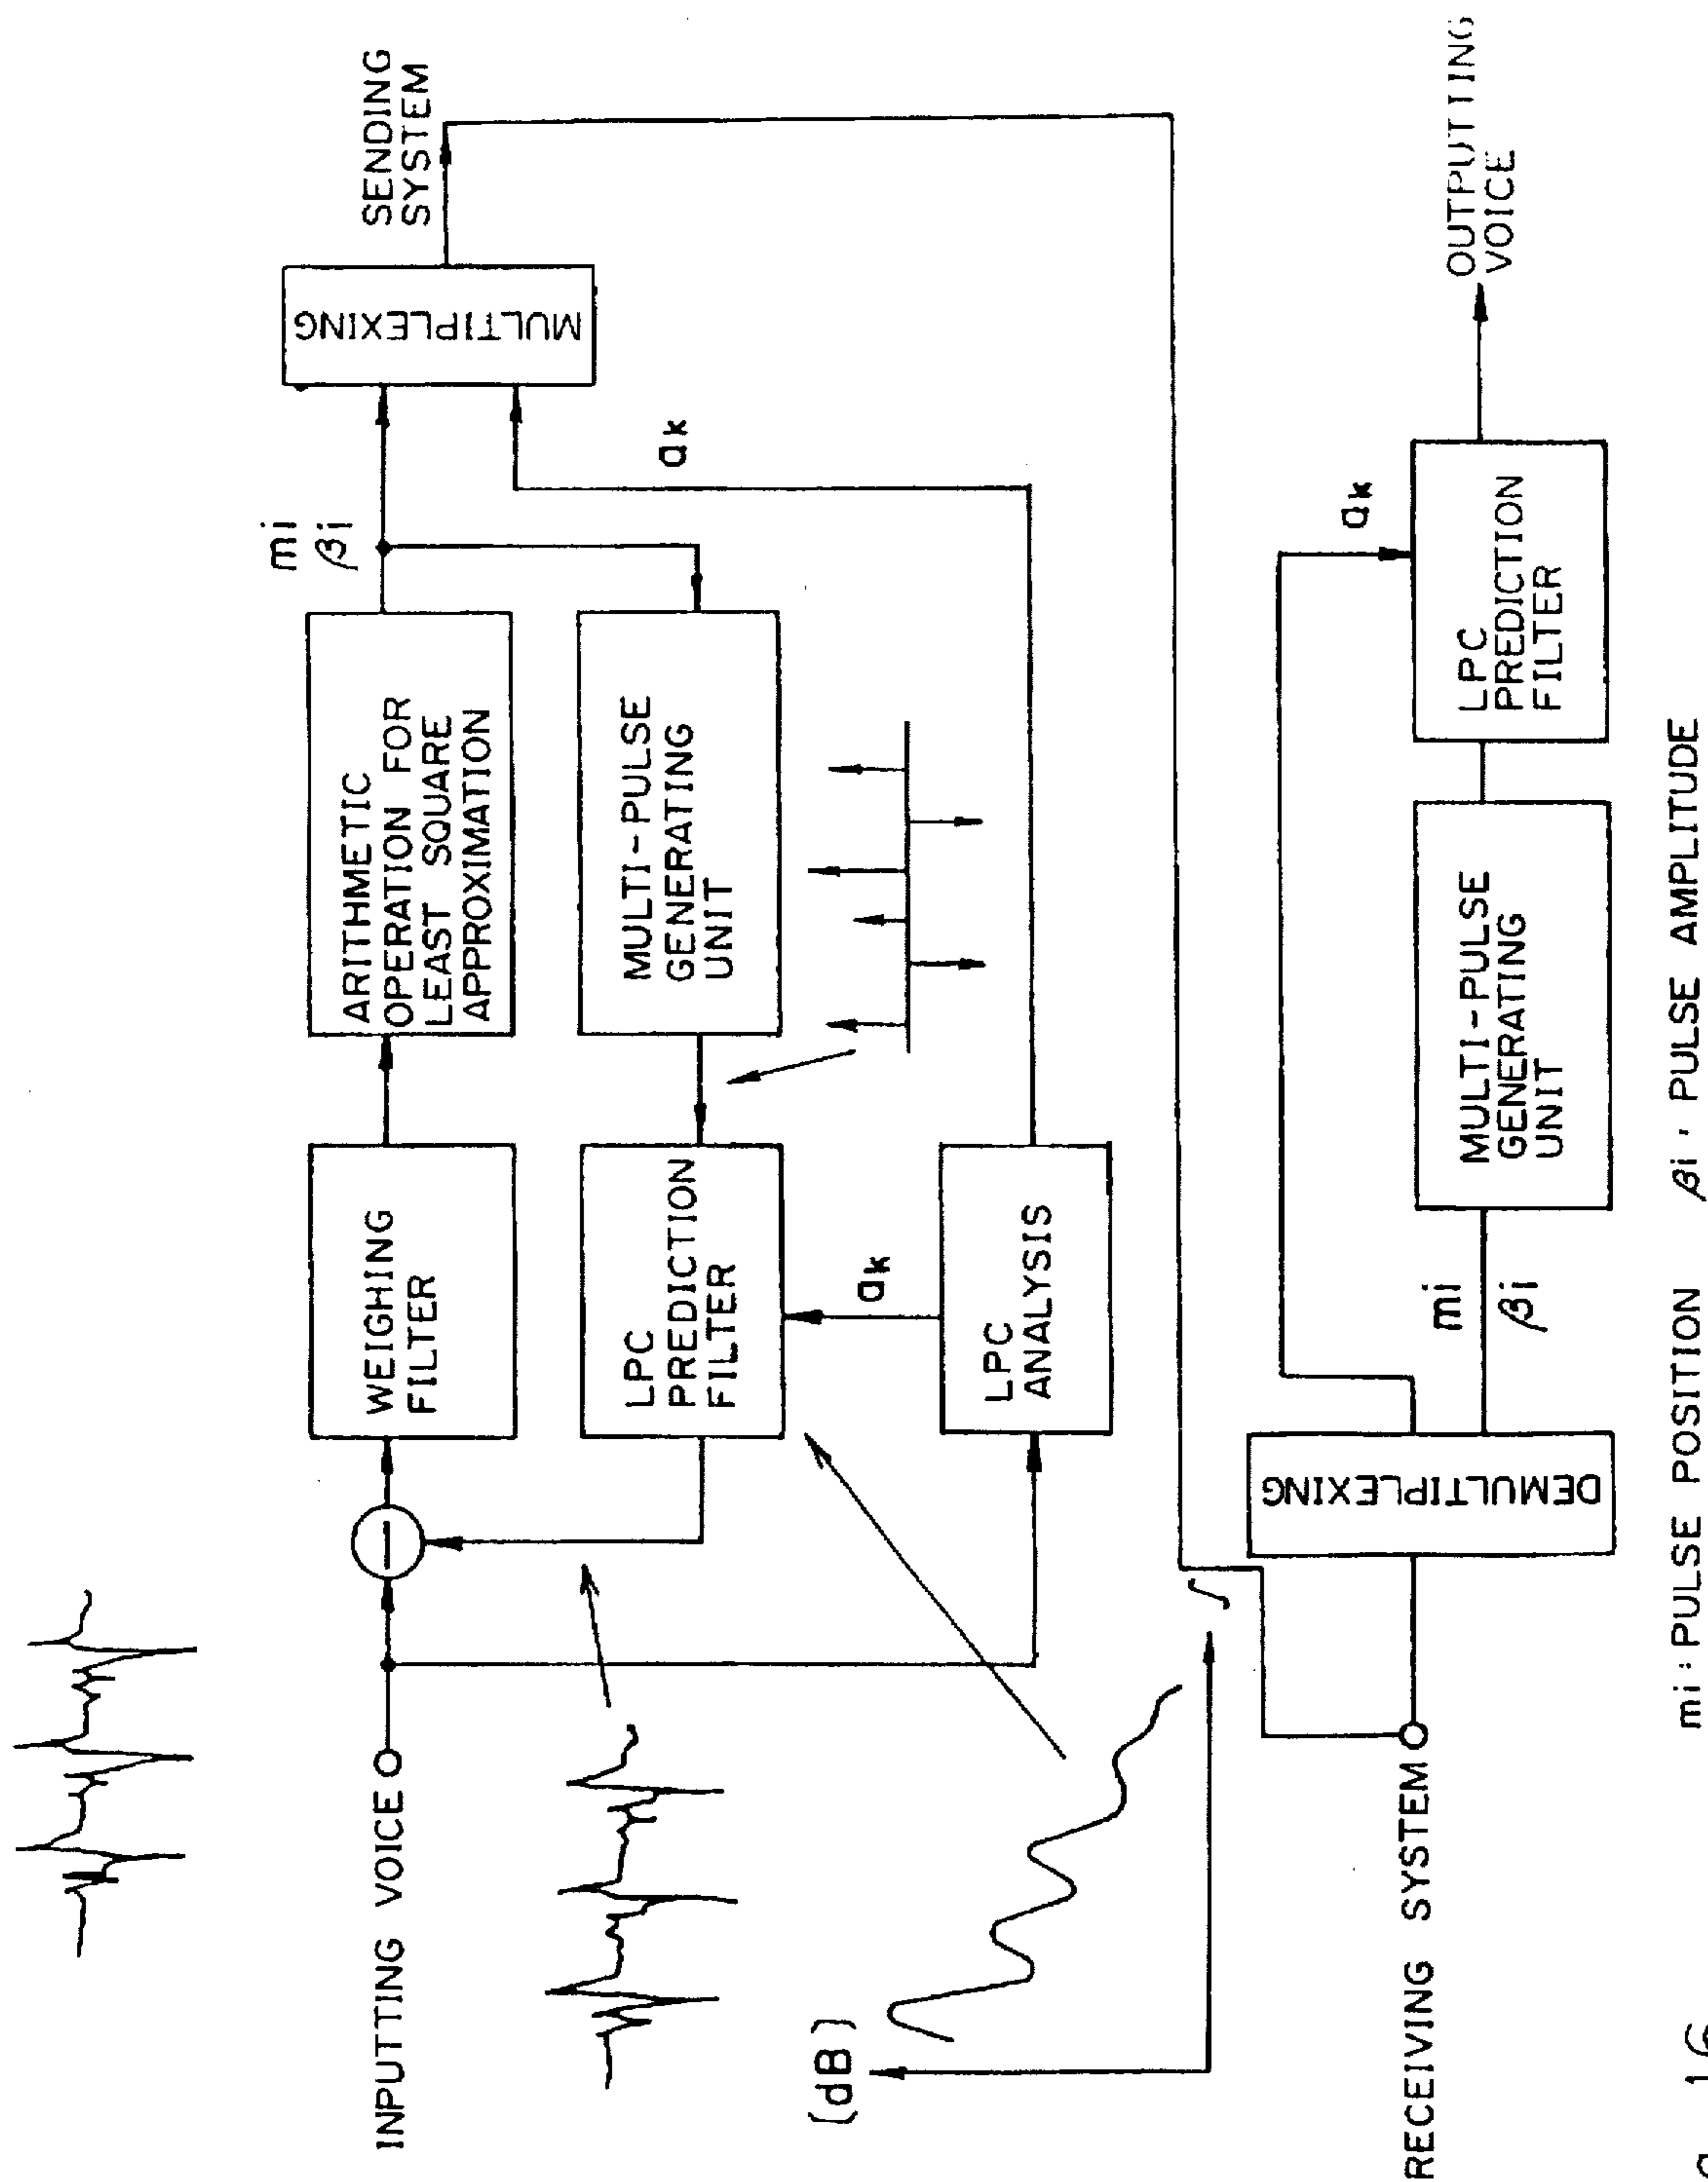 INPUTTING VOICE
WEIGHING
FILTER
ARITHMETIC
OPERATION FOR
LEAST SQUARE
APPROXIMATION
mi
βi
MULTIPLEXING
SENDING
SYSTEM
LPC
PREDICTION
FILTER
MULTI-PULSE
GENERATING
UNIT
ak
ak
LPC
ANALYSIS
(dB)
f
RECEIVING SYSTEM
DEMULTIPLEXING
mi
βi
MULTI-PULSE
GENERATING
UNIT
ak
LPC
PREDICTION
FILTER
OUTPUTTING
VOICE
mi: PULSE POSITION
βi: PULSE AMPLITUDE
16